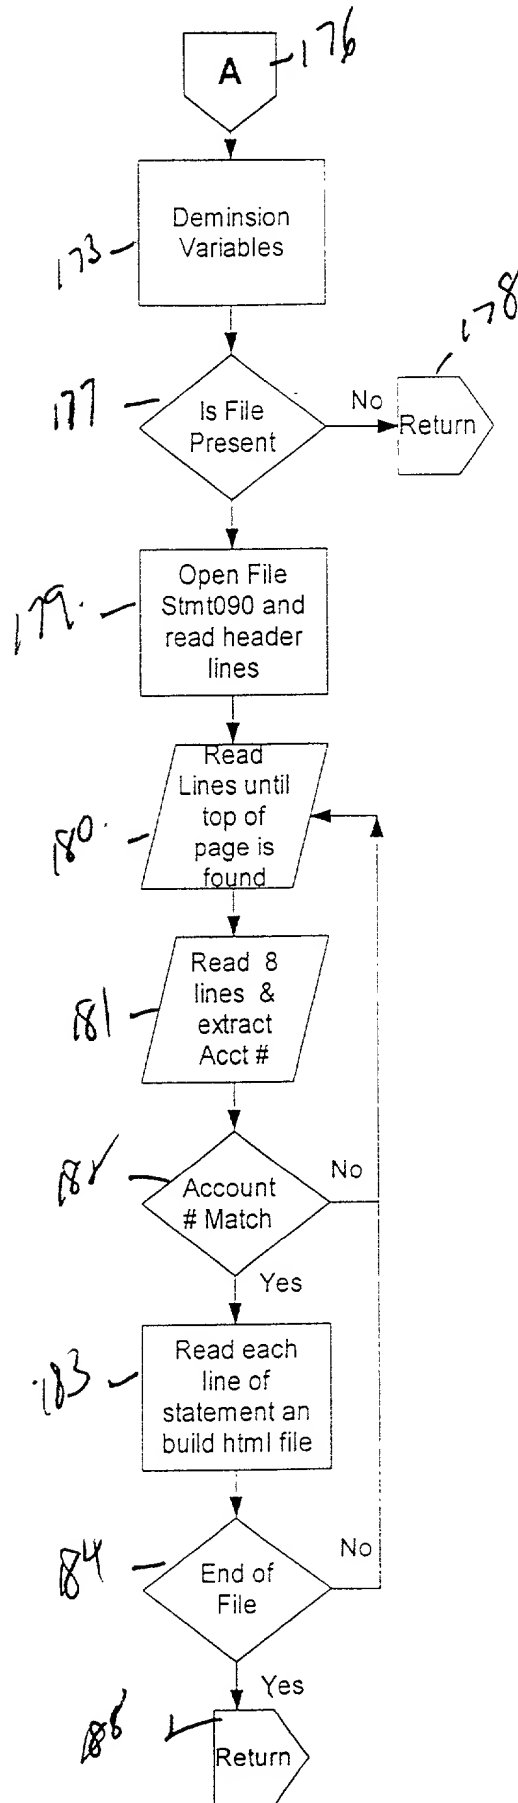 A
176
Deminsion
Variables
173
178
177
Is File
Present
No
Return
Open File
Stmt090 and
read header
lines
179.
Read
Lines until
top of
page is
found
180.
Read 8
lines &
extract
Acct #
181
182
Account
# Match
No
Yes
Read each
line of
statement an
build html file
183
184
End of
File
No
Yes
Return